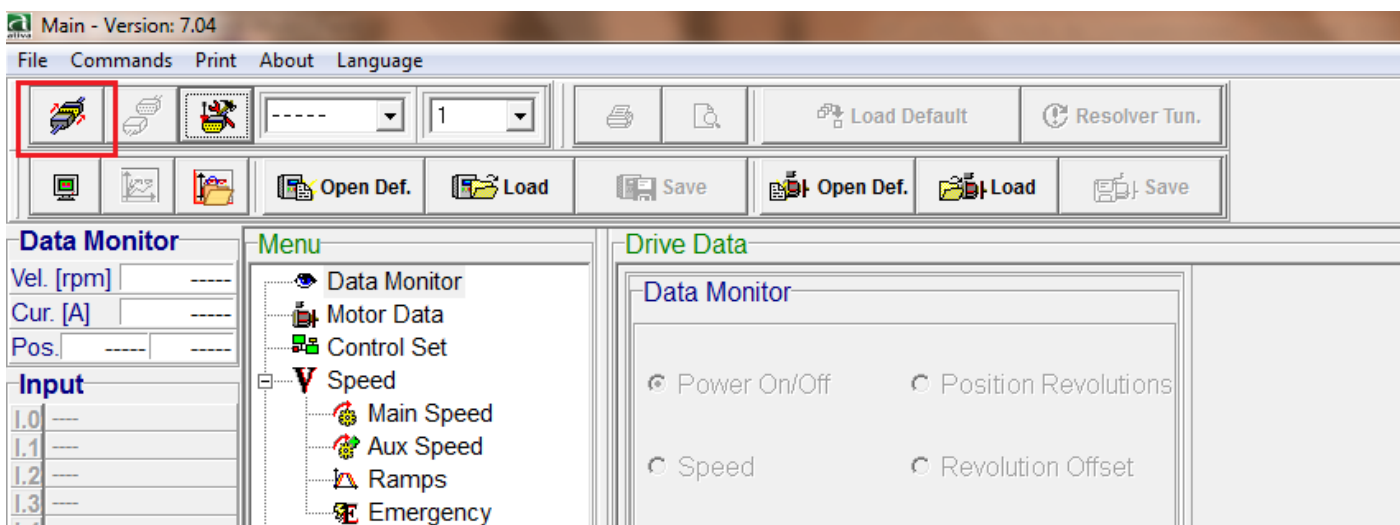 ativa Main - Version: 7.04
File Commands Print About Language
----- 1 Load Default Resolver Tun.
Open Def. Load Save Open Def. Load Save
Data Monitor
Vel. [rpm] -----
Cur. [A] -----
Pos. ----- -----
Input
I.0 ----
I.1 ----
I.2 ----
I.3 ----
Menu
Data Monitor
Motor Data
Control Set
V Speed
Main Speed
Aux Speed
Ramps
E Emergency
Drive Data
Data Monitor
Power On/Off Position Revolutions
Speed Revolution Offset